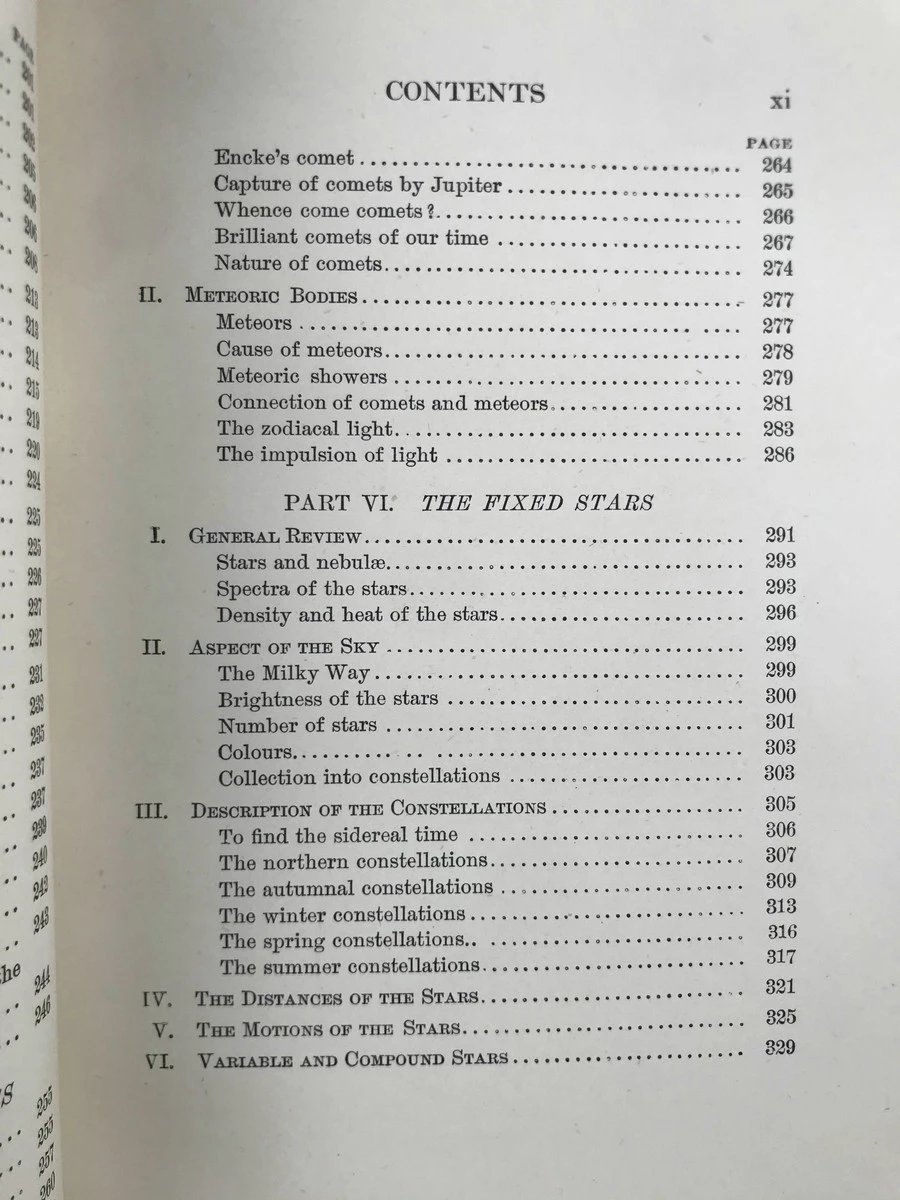 CONTENTS xi
PAGE
Encke's comet 264
Capture of comets by Jupiter 265
Whence come comets? 266
Brilliant comets of our time 267
Nature of comets 274
II. METEORIC BODIES 277
Meteors 277
Cause of meteors 278
Meteoric showers 279
Connection of comets and meteors 281
The zodiacal light 283
The impulsion of light 286
PART VI. THE FIXED STARS
I. GENERAL REVIEW 291
Stars and nebulæ 293
Spectra of the stars 293
Density and heat of the stars 296
II. ASPECT OF THE SKY 299
The Milky Way 299
Brightness of the stars 300
Number of stars 301
Colours 303
Collection into constellations 303
III. DESCRIPTION OF THE CONSTELLATIONS 305
To find the sidereal time 306
The northern constellations 307
The autumnal constellations 309
The winter constellations 313
The spring constellations 316
The summer constellations 317
IV. THE DISTANCES OF THE STARS 321
V. THE MOTIONS OF THE STARS 325
VI. VARIABLE AND COMPOUND STARS 329